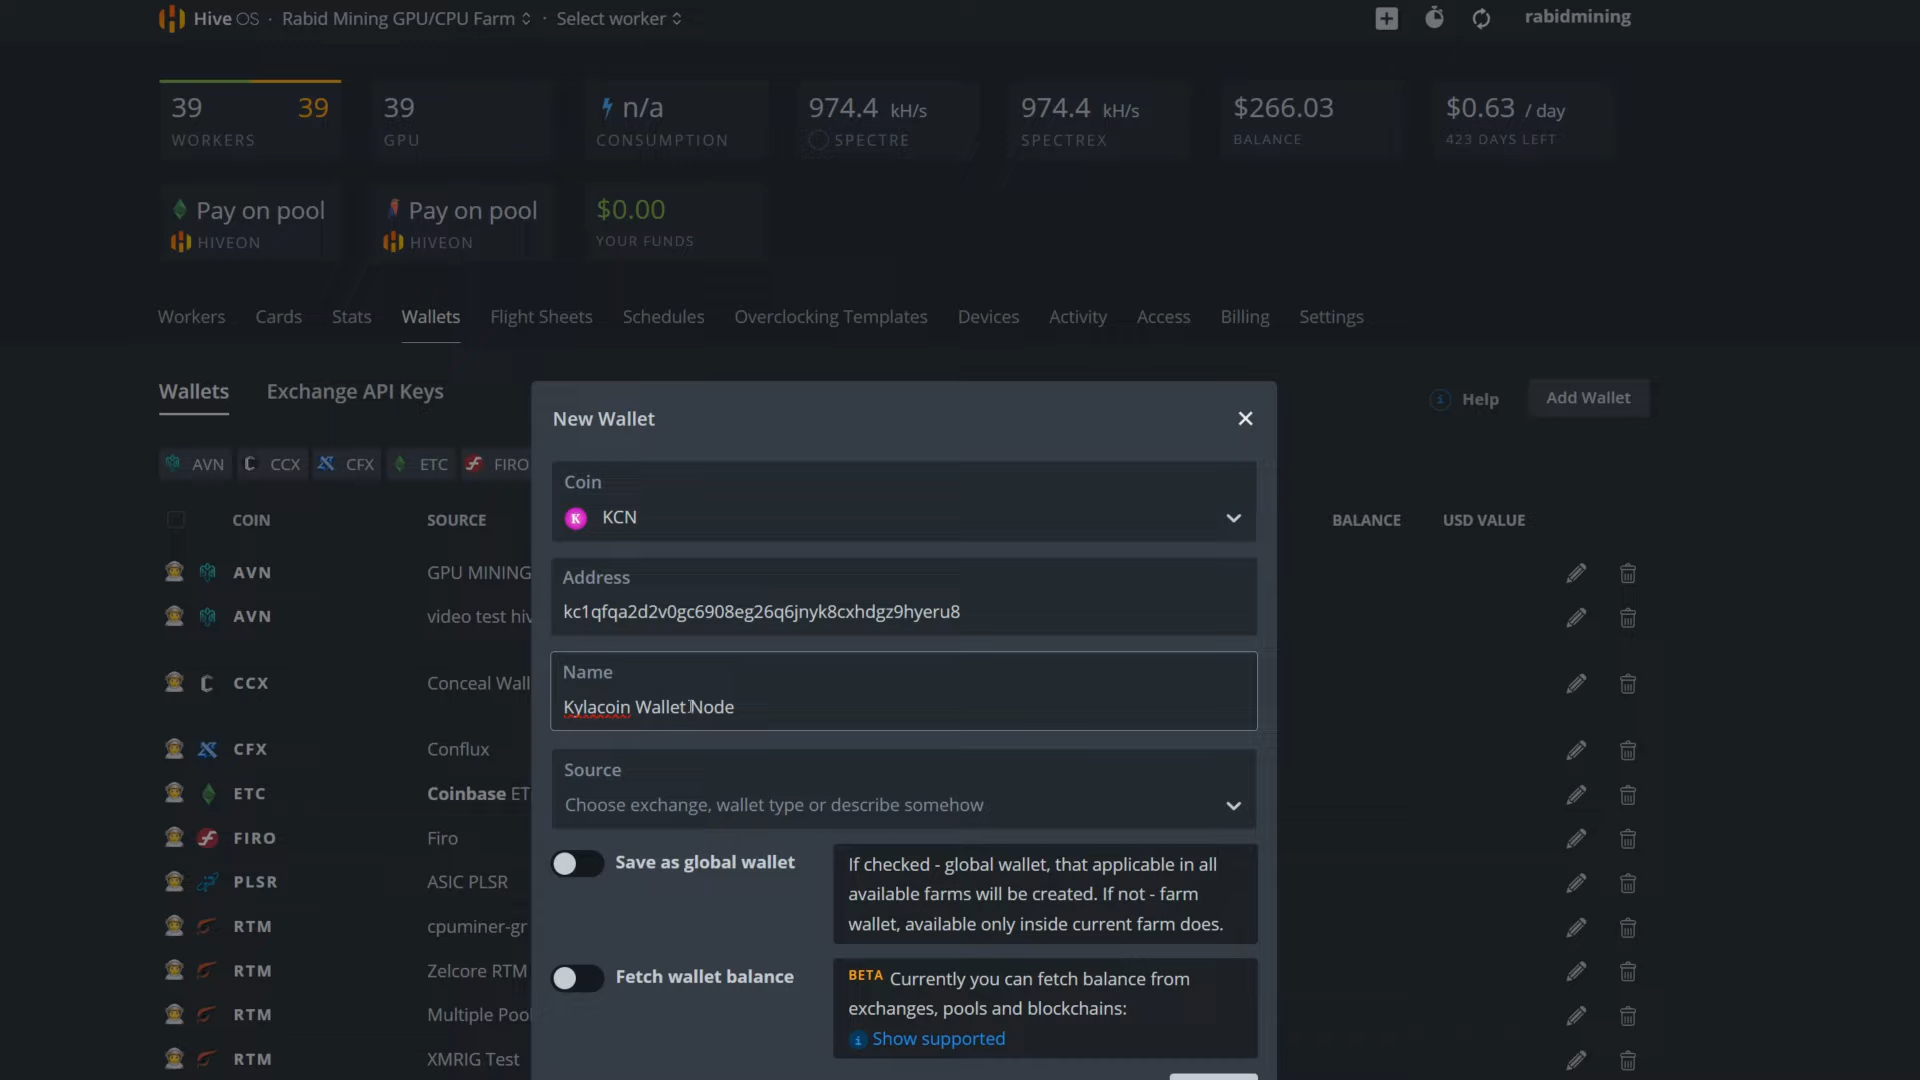 Hive OS · Rabid Mining GPU/CPU Farm · Select worker
rabidmining
39 39
WORKERS
39
GPU
n/a
CONSUMPTION
974.4 kH/s
SPECTRE
974.4 kH/s
SPECTREX
$266.03
BALANCE
$0.63 / day
423 DAYS LEFT
Pay on pool
HIVEON
Pay on pool
HIVEON
$0.00
YOUR FUNDS
Workers Cards Stats Wallets Flight Sheets Schedules Overclocking Templates Devices Activity Access Billing Settings
Wallets Exchange API Keys
Help Add Wallet
AVN CCX CFX ETC FIRO
COIN SOURCE BALANCE USD VALUE
AVN GPU MINING
AVN video test hiv
CCX Conceal Wall
CFX Conflux
ETC Coinbase ET
FIRO Firo
PLSR ASIC PLSR
RTM cpuminer-gr
RTM Zelcore RTM
RTM Multiple Poo
RTM XMRIG Test
New Wallet
Coin
K KCN
Address
kc1qfqa2d2v0gc6908eg26q6jnyk8cxhdgz9hyeru8
Name
Kylacoin Wallet Node
Source
Choose exchange, wallet type or describe somehow
Save as global wallet
If checked - global wallet, that applicable in all
available farms will be created. If not - farm
wallet, available only inside current farm does.
Fetch wallet balance
BETA Currently you can fetch balance from
exchanges, pools and blockchains:
Show supported